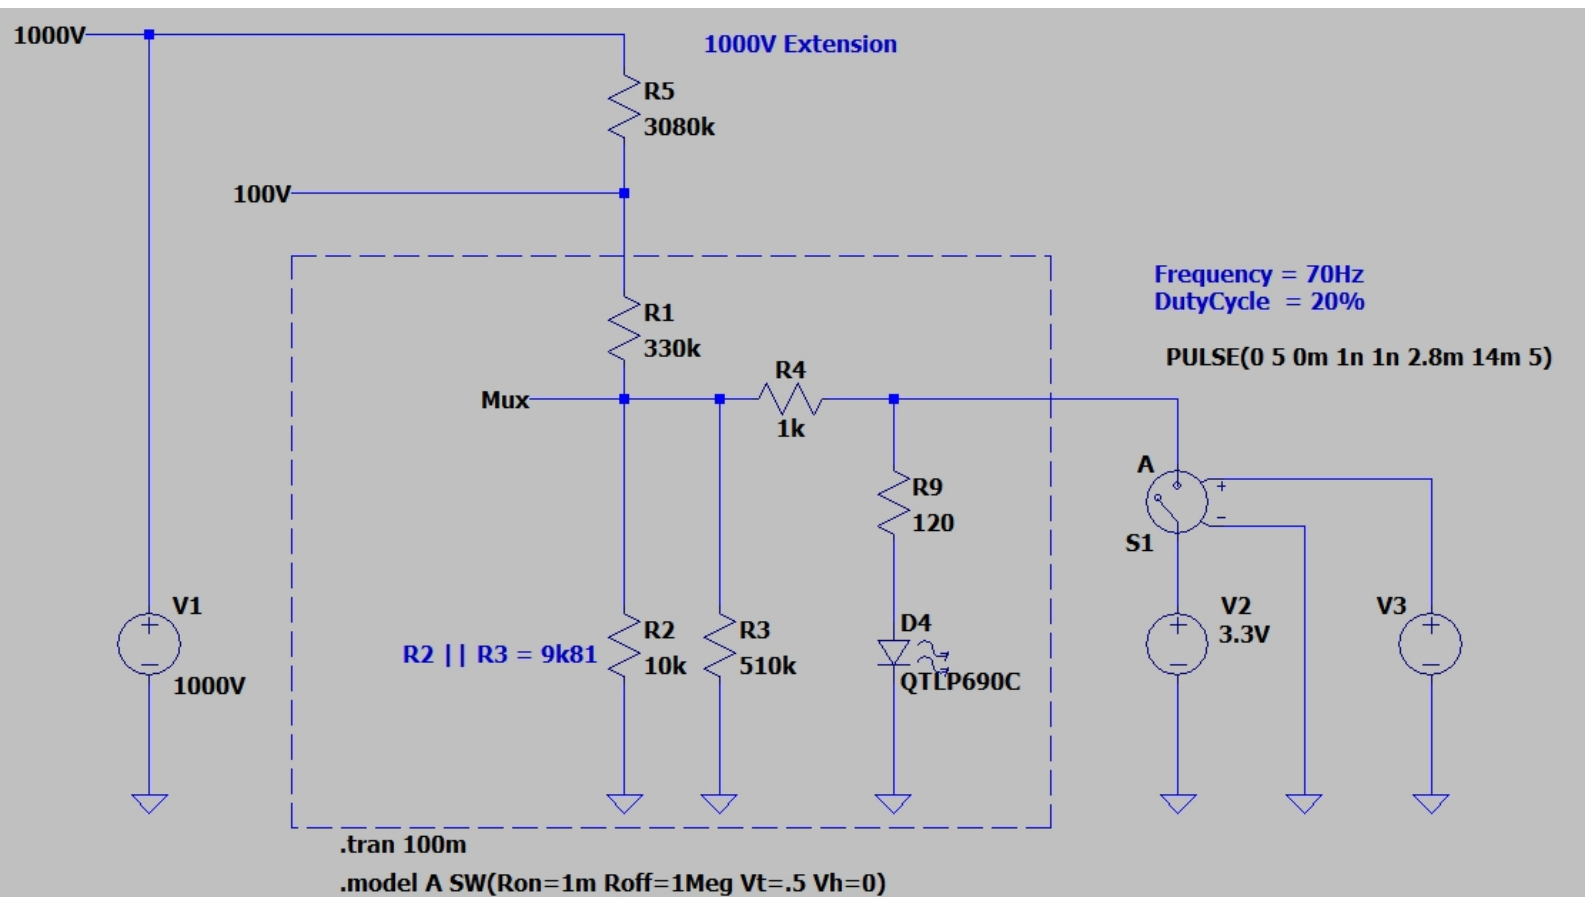 1000V
1000V Extension
R5
3080k
100V
Frequency = 70Hz
DutyCycle = 20%
R1
330k
PULSE(0 5 0m 1n 1n 2.8m 14m 5)
R4
Mux
1k
A
+
R9
120
−
S1
V1
+
−
1000V
R2 || R3 = 9k81
R2
10k
R3
510k
D4
QTLP690C
V2
3.3V
+
−
V3
+
−
.tran 100m
.model A SW(Ron=1m Roff=1Meg Vt=.5 Vh=0)